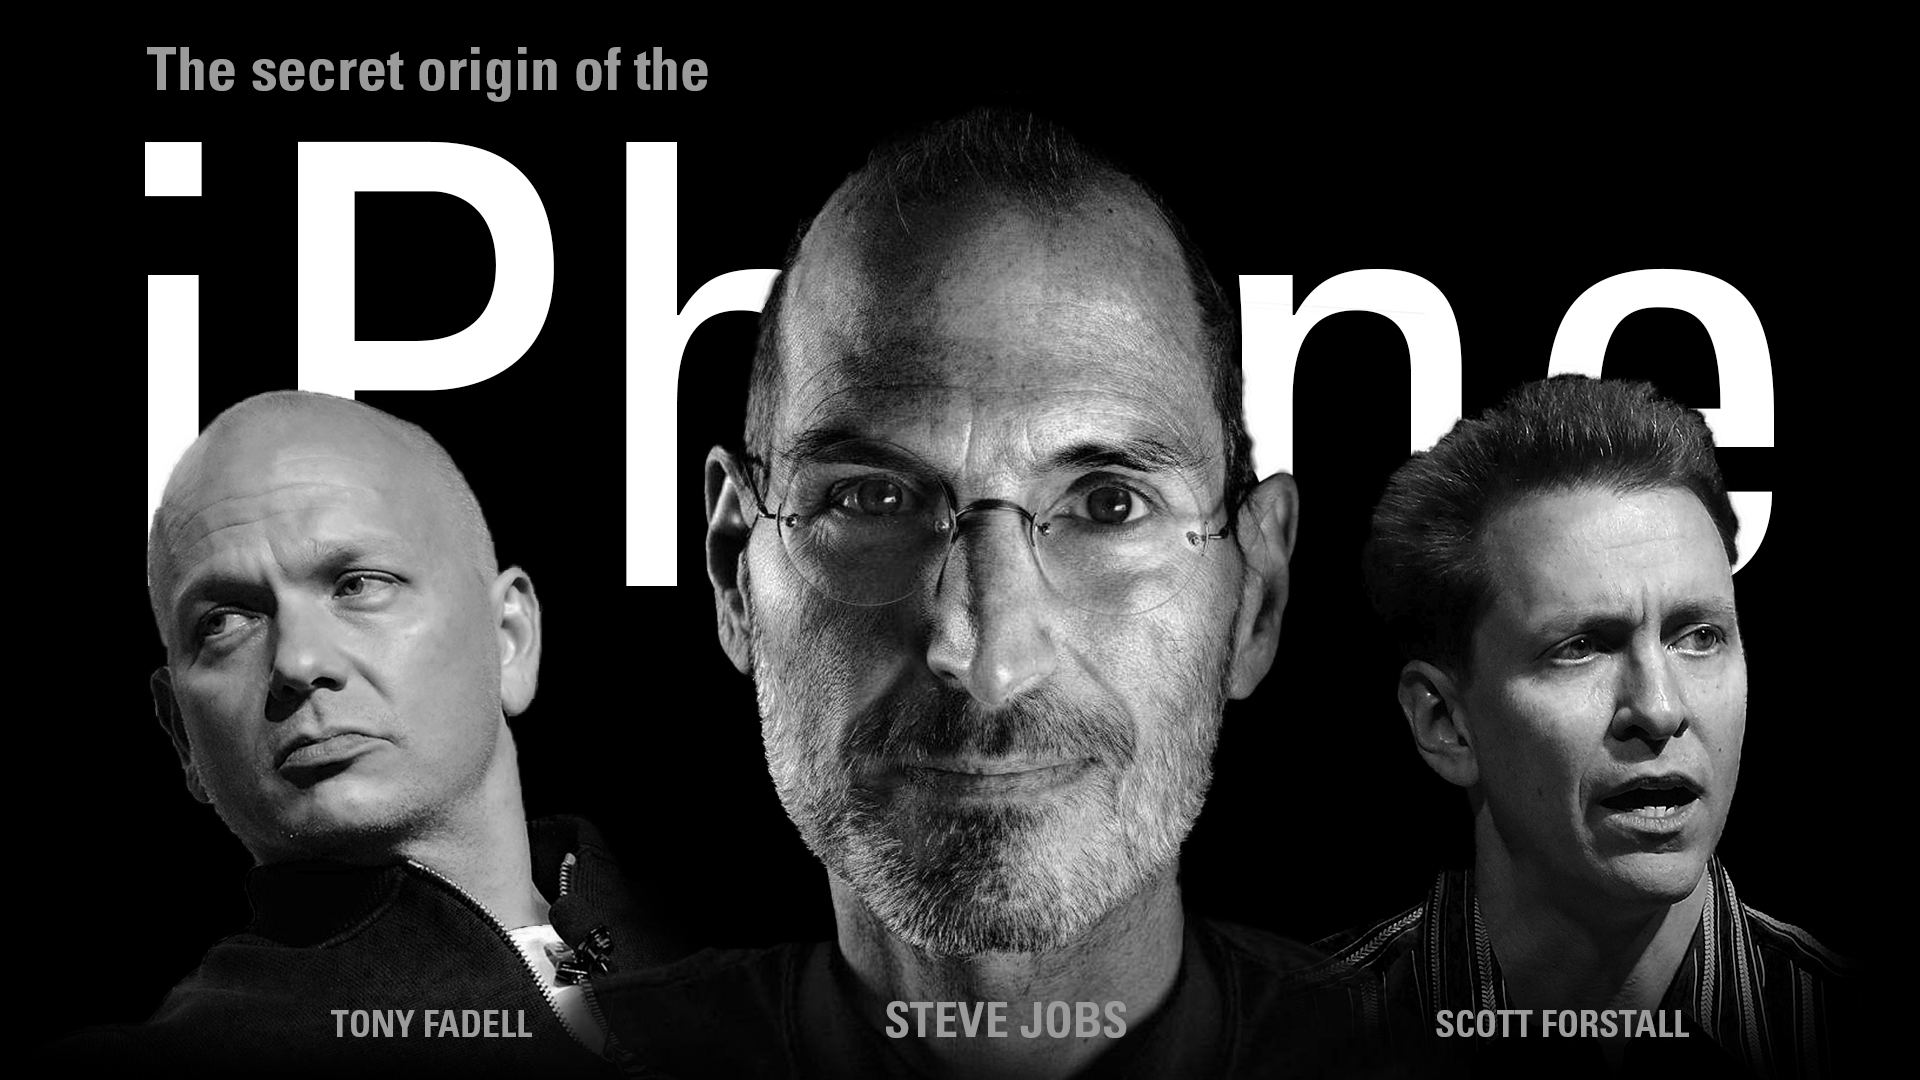 The secret origin of the
iPhone
TONY FADELL
STEVE JOBS
SCOTT FORSTALL